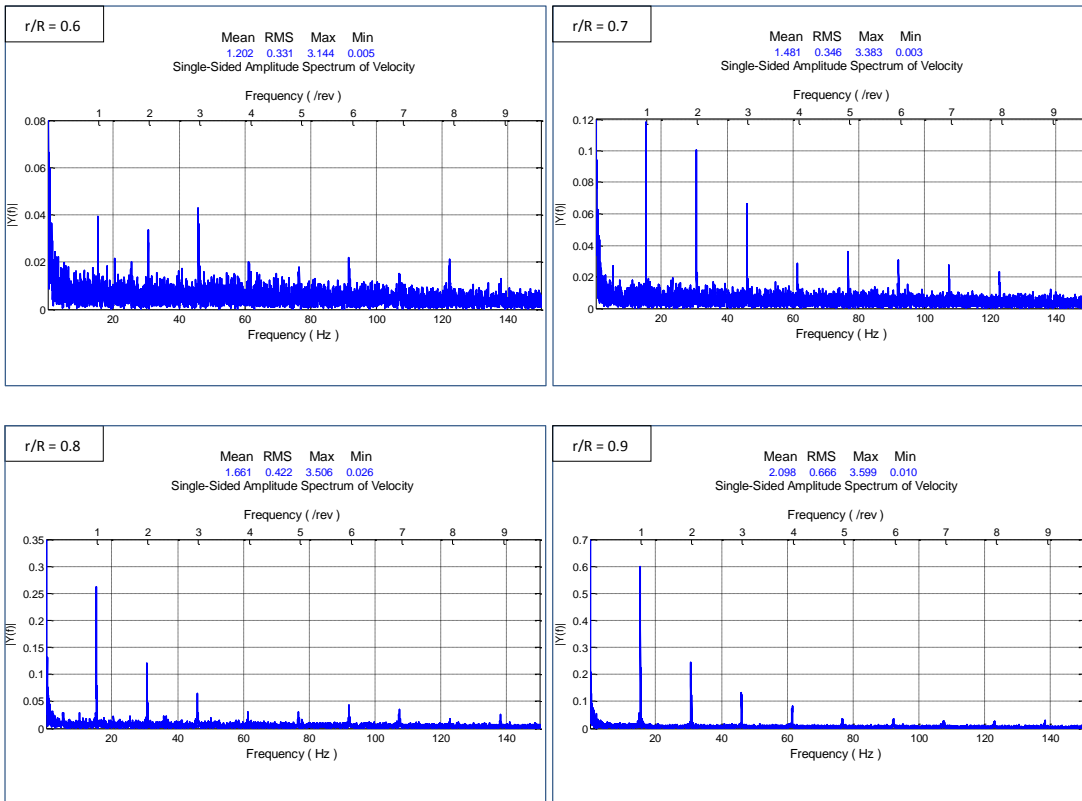 r/R = 0.6
Mean RMS Max Min
1.202 0.331 3.144 0.005
Single-Sided Amplitude Spectrum of Velocity
Frequency ( /rev )
1 2 3 4 5 6 7 8 9
0.08
0.06
0.04
0.02
0
|Y(f)|
20 40 60 80 100 120 140
Frequency ( Hz )
r/R = 0.7
Mean RMS Max Min
1.481 0.346 3.383 0.003
Single-Sided Amplitude Spectrum of Velocity
Frequency ( /rev )
1 2 3 4 5 6 7 8 9
0.12
0.1
0.08
0.06
0.04
0.02
0
|Y(f)|
20 40 60 80 100 120 140
Frequency ( Hz )
r/R = 0.8
Mean RMS Max Min
1.661 0.422 3.506 0.026
Single-Sided Amplitude Spectrum of Velocity
Frequency ( /rev )
1 2 3 4 5 6 7 8 9
0.35
0.3
0.25
0.2
0.15
0.1
0.05
0
|Y(f)|
20 40 60 80 100 120 140
Frequency ( Hz )
r/R = 0.9
Mean RMS Max Min
2.098 0.666 3.599 0.010
Single-Sided Amplitude Spectrum of Velocity
Frequency ( /rev )
1 2 3 4 5 6 7 8 9
0.7
0.6
0.5
0.4
0.3
0.2
0.1
0
|Y(f)|
20 40 60 80 100 120 140
Frequency ( Hz )